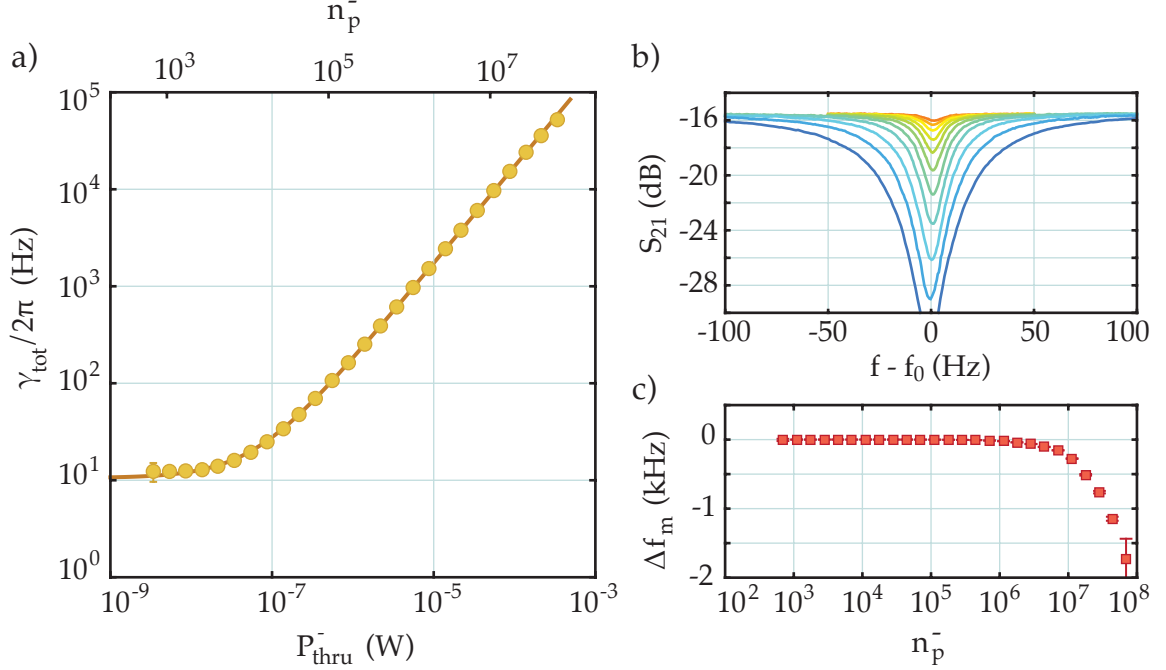 n_p^-
a)
10^3 10^5 10^7
10^5
10^4
10^3
10^2
10^1
10^0
γ_tot/2π (Hz)
10^-9 10^-7 10^-5 10^-3
P^-_thru (W)
b)
-16
-20
-24
-28
S_21 (dB)
-100 -50 0 50 100
f - f_0 (Hz)
c)
0
-1
-2
Δf_m (kHz)
10^2 10^3 10^4 10^5 10^6 10^7 10^8
n_p^-